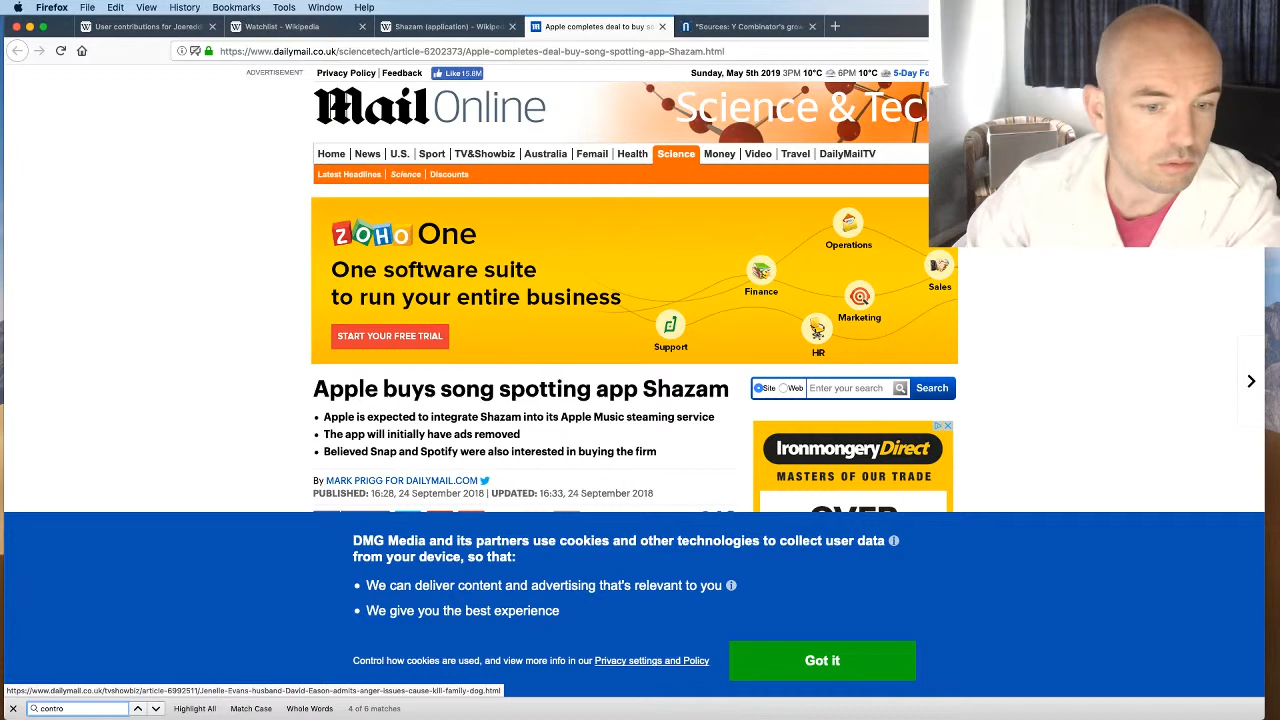 Firefox File Edit View History Bookmarks Tools Window Help
User contributions for Joeredd
Watchlist - Wikipedia
Shazam (application) - Wikiped
Apple completes deal to buy so
"Sources: Y Combinator's grow
https://www.dailymail.co.uk/sciencetech/article-6202373/Apple-completes-deal-buy-song-spotting-app-Shazam.html
ADVERTISEMENT
Privacy Policy | Feedback
Like 15.8M
Sunday, May 5th 2019 3PM 10°C 6PM 10°C 5-Day Fo
Mail Online
Science & Tech
Home News U.S. Sport TV&Showbiz Australia Femail Health Science Money Video Travel DailyMailTV
Latest Headlines Science Discounts
ZOHO One
One software suite
to run your entire business
START YOUR FREE TRIAL
Support
Finance
Operations
Marketing
HR
Sales
Apple buys song spotting app Shazam
Site Web Enter your search Search
• Apple is expected to integrate Shazam into its Apple Music steaming service
• The app will initially have ads removed
• Believed Snap and Spotify were also interested in buying the firm
By MARK PRIGG FOR DAILYMAIL.COM
PUBLISHED: 16:28, 24 September 2018 | UPDATED: 16:33, 24 September 2018
IronmongeryDirect
MASTERS OF OUR TRADE
OVER
DMG Media and its partners use cookies and other technologies to collect user data
from your device, so that:
• We can deliver content and advertising that's relevant to you
• We give you the best experience
Control how cookies are used, and view more info in our Privacy settings and Policy
Got it
https://www.dailymail.co.uk/tvshowbiz/article-6992511/Jenelle-Evans-husband-David-Eason-admits-anger-issues-cause-kill-family-dog.html
contro
Highlight All Match Case Whole Words 4 of 6 matches